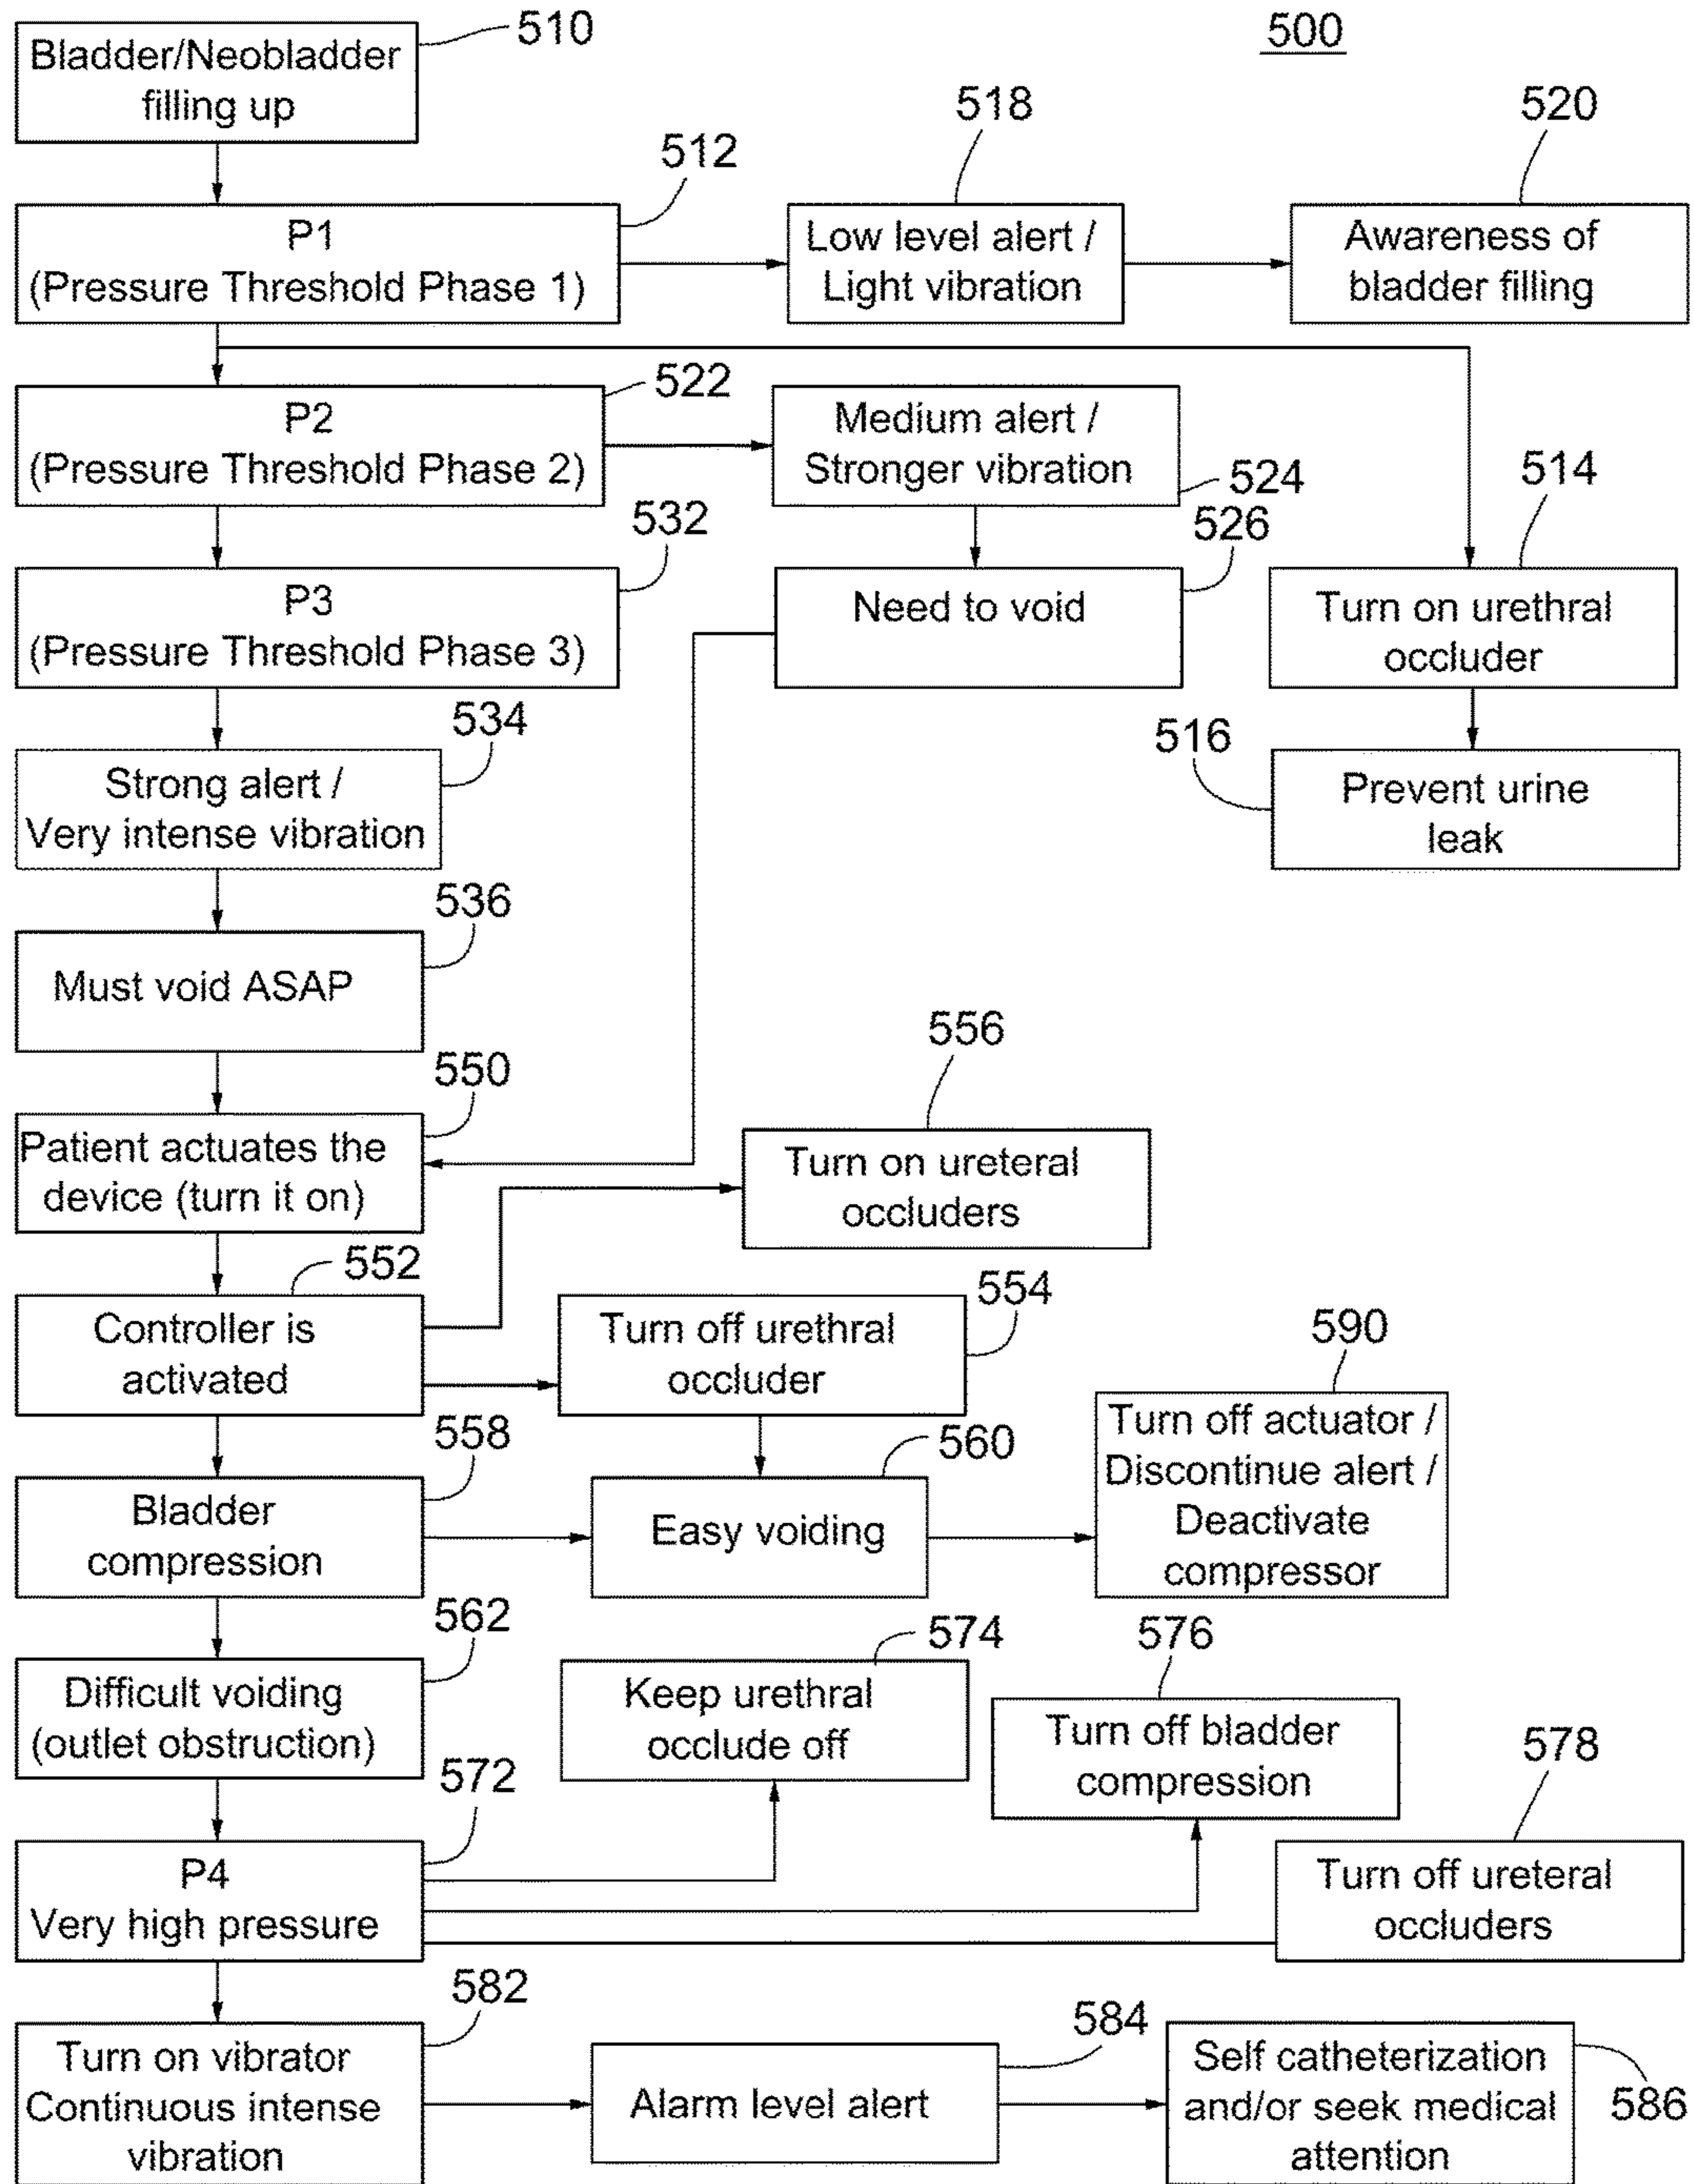 500
510
Bladder/Neobladder
filling up
512
P1
(Pressure Threshold Phase 1)
518
Low level alert /
Light vibration
520
Awareness of
bladder filling
522
P2
(Pressure Threshold Phase 2)
Medium alert /
Stronger vibration
524
514
Turn on urethral
occluder
532
P3
(Pressure Threshold Phase 3)
526
Need to void
516
Prevent urine
leak
534
Strong alert /
Very intense vibration
536
Must void ASAP
550
Patient actuates the
device (turn it on)
556
Turn on ureteral
occluders
552
Controller is
activated
554
Turn off urethral
occluder
590
Turn off actuator /
Discontinue alert /
Deactivate
compressor
558
Bladder
compression
560
Easy voiding
562
Difficult voiding
(outlet obstruction)
574
Keep urethral
occlude off
576
Turn off bladder
compression
578
Turn off ureteral
occluders
572
P4
Very high pressure
582
Turn on vibrator
Continuous intense
vibration
584
Alarm level alert
Self catheterization
and/or seek medical
attention
586